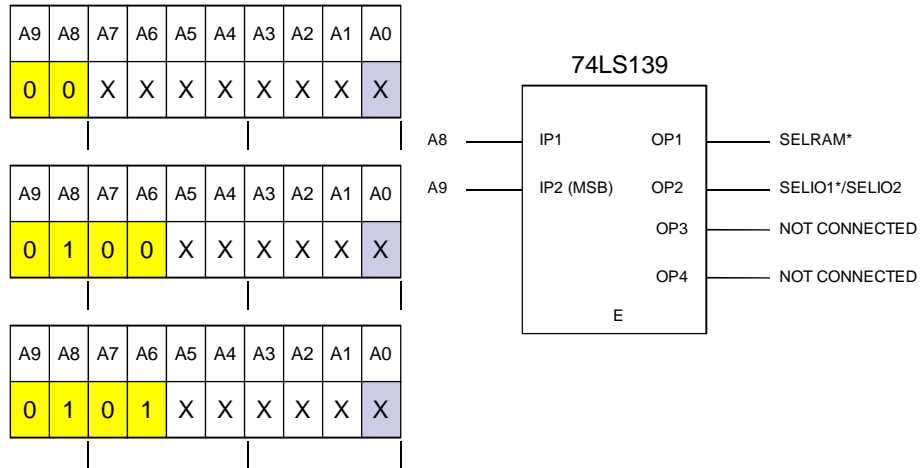 A9 A8 A7 A6 A5 A4 A3 A2 A1 A0
0 0 X X X X X X X X
A9 A8 A7 A6 A5 A4 A3 A2 A1 A0
0 1 0 0 X X X X X X
A9 A8 A7 A6 A5 A4 A3 A2 A1 A0
0 1 0 1 X X X X X X
74LS139
A8 IP1 OP1 SELRAM*
A9 IP2 (MSB) OP2 SELIO1*/SELIO2
OP3 NOT CONNECTED
OP4 NOT CONNECTED
E